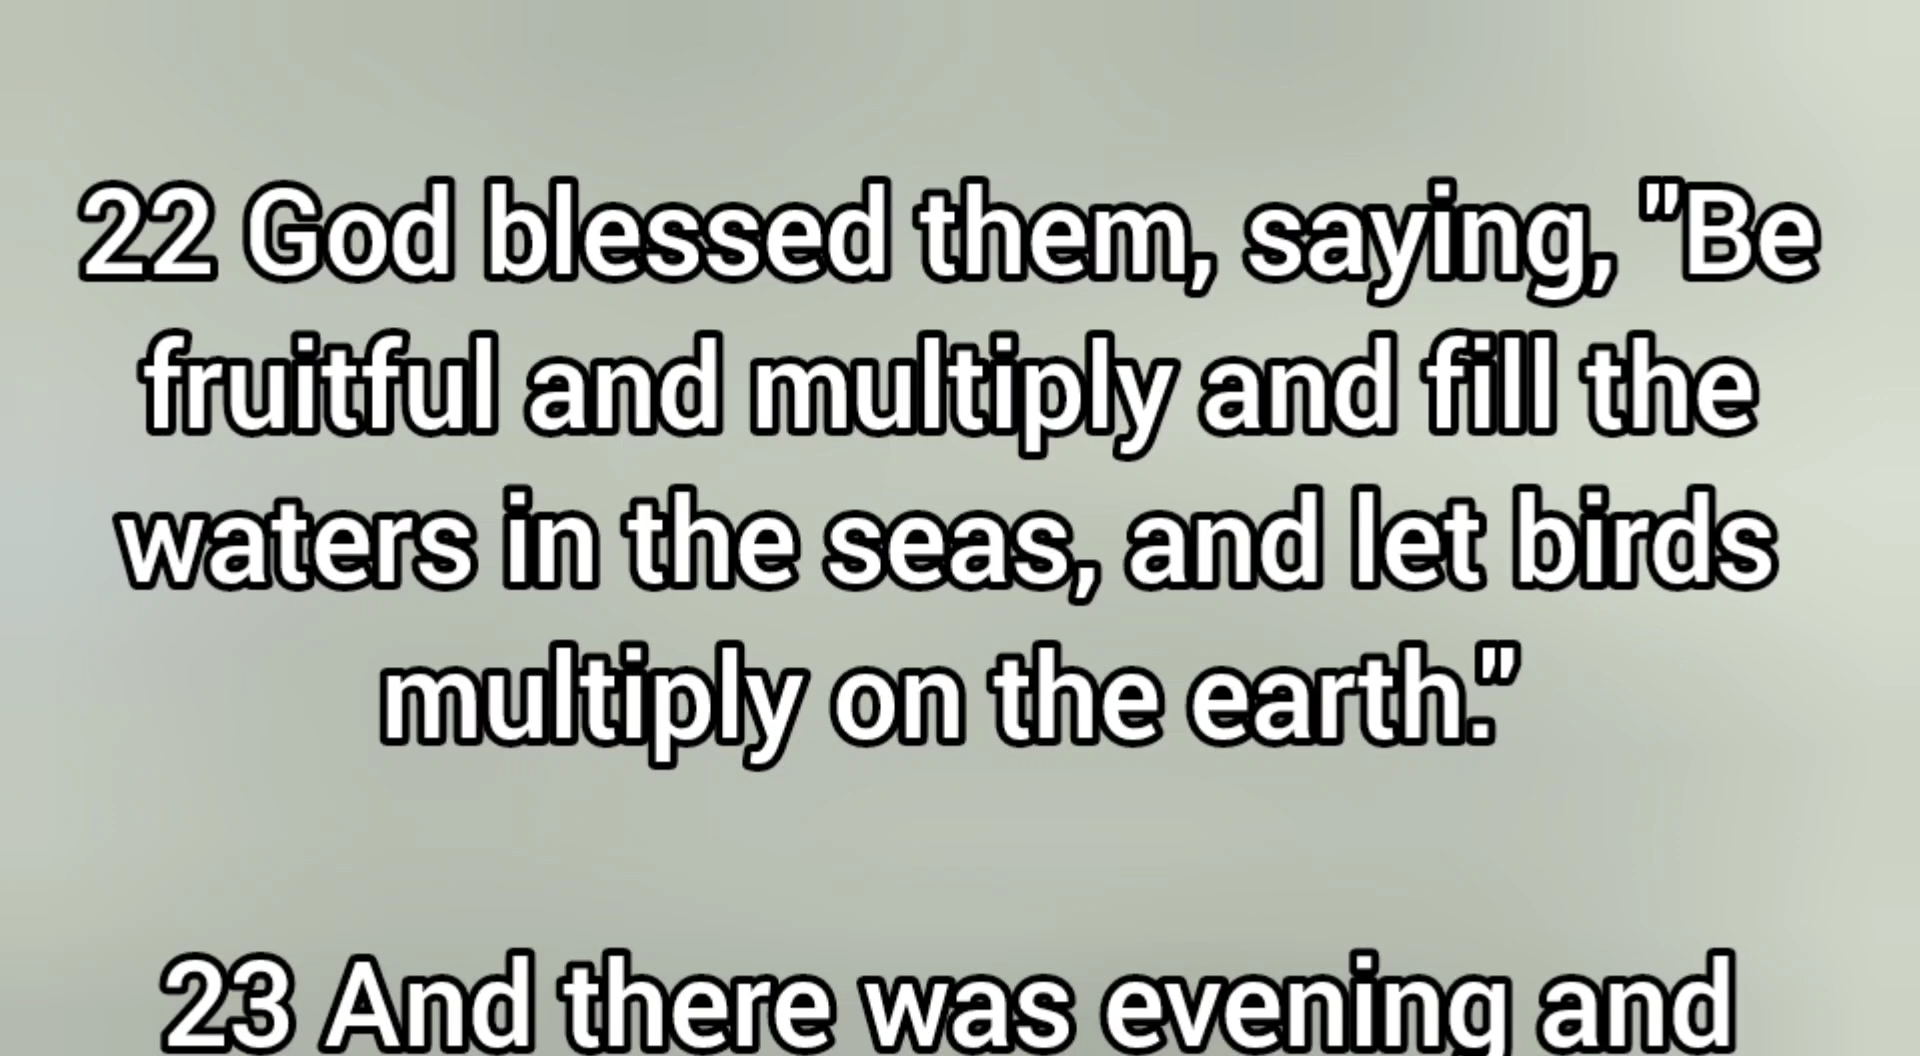 22 God blessed them, saying, "Be
fruitful and multiply and fill the
waters in the seas, and let birds
multiply on the earth."
23 And there was evening and